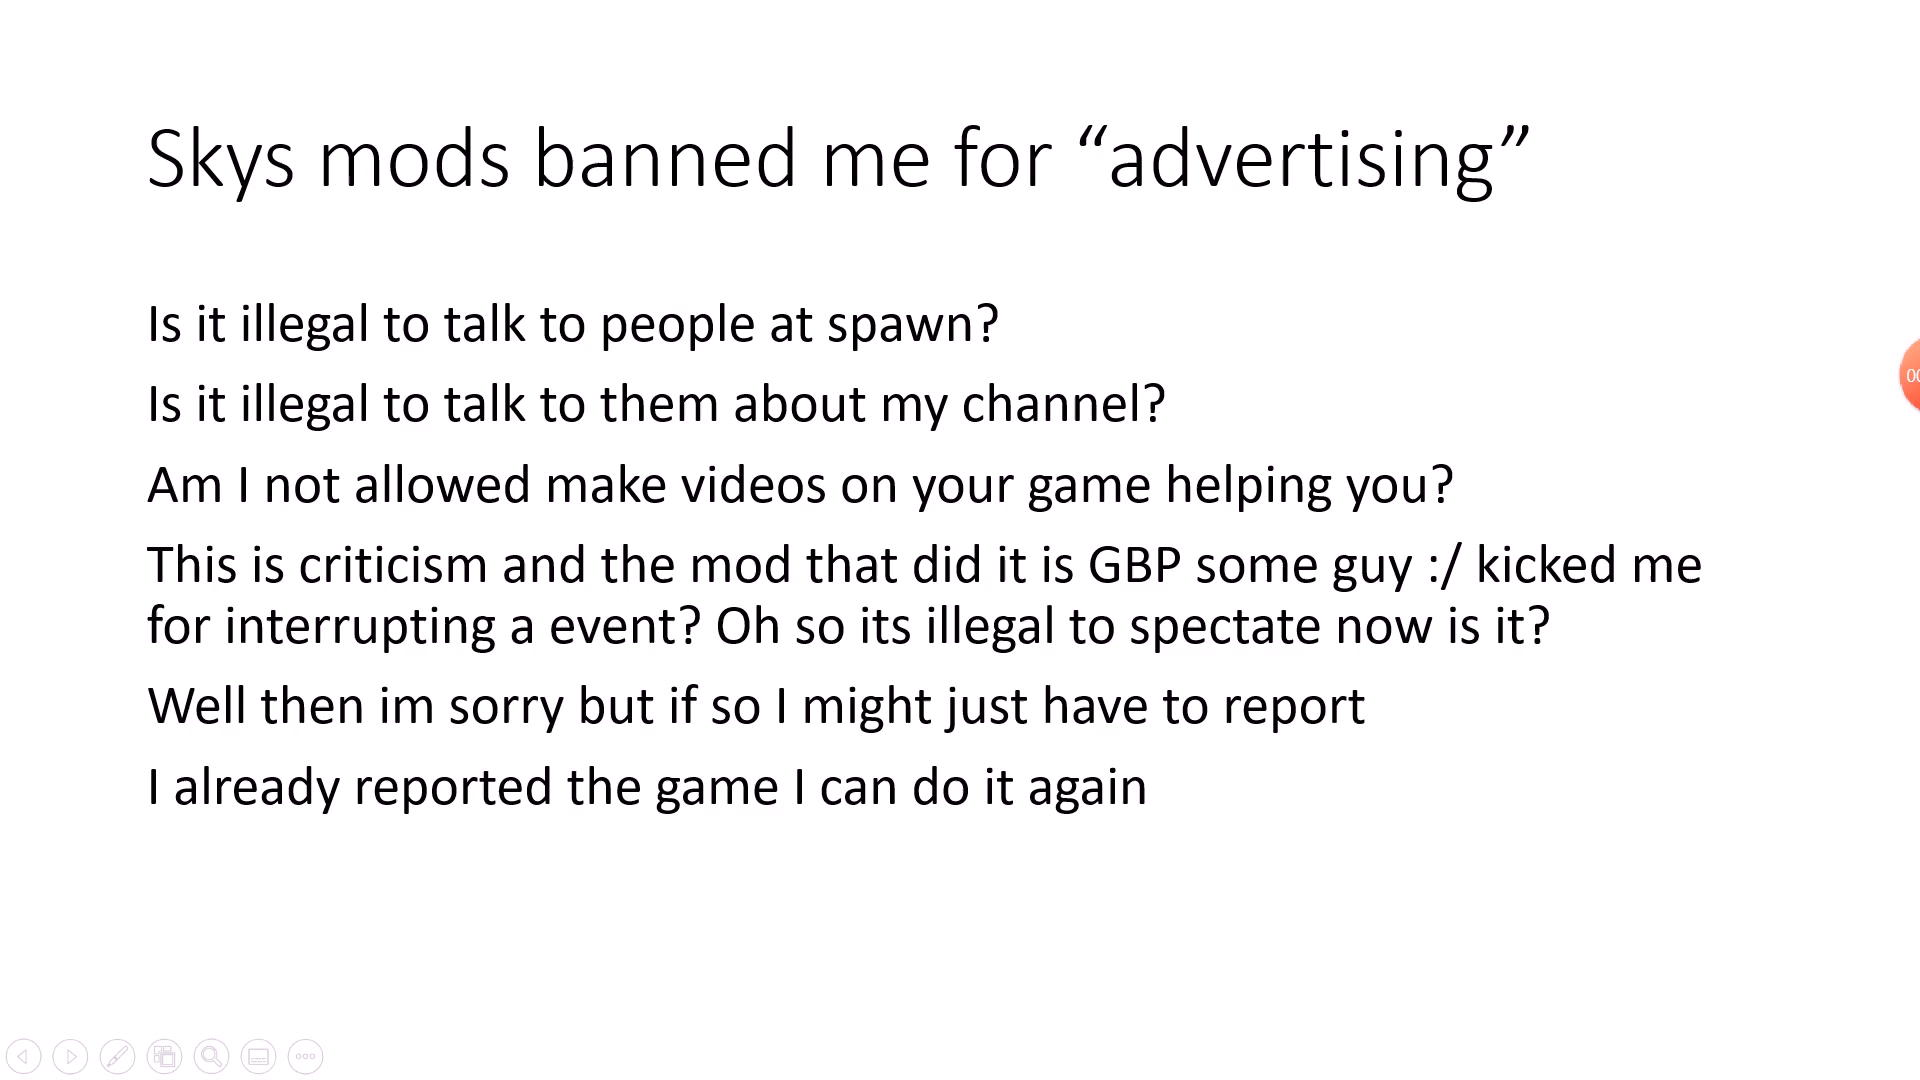 Skys mods banned me for “advertising”
Is it illegal to talk to people at spawn?
Is it illegal to talk to them about my channel?
Am I not allowed make videos on your game helping you?
This is criticism and the mod that did it is GBP some guy :/ kicked me
for interrupting a event? Oh so its illegal to spectate now is it?
Well then im sorry but if so I might just have to report
I already reported the game I can do it again